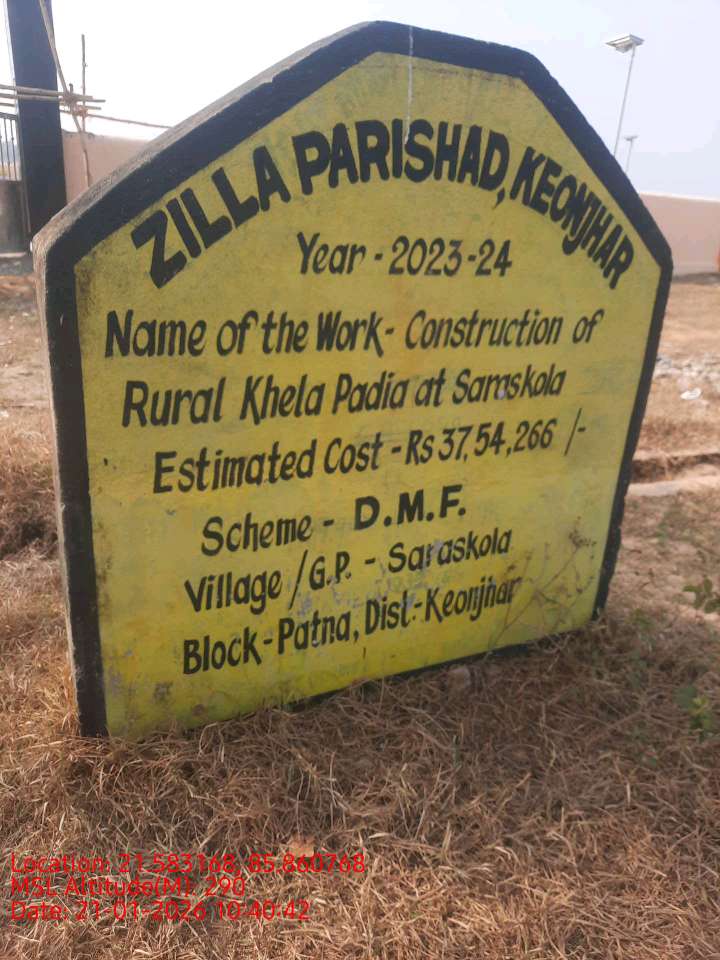 ZILLA PARISHAD, KEONJHAR
Year - 2023-24
Name of the Work - Construction of
Rural Khela Padia at Saraskola
Estimated Cost - Rs 37,54,266 /-
Scheme - D.M.F.
Village / G.P. - Saraskola
Block - Patna, Dist:- Keonjhar
Location: 21.583168, 85.860768
MSL Altitude(M): 290
Date: 21-01-2026 10:40:42